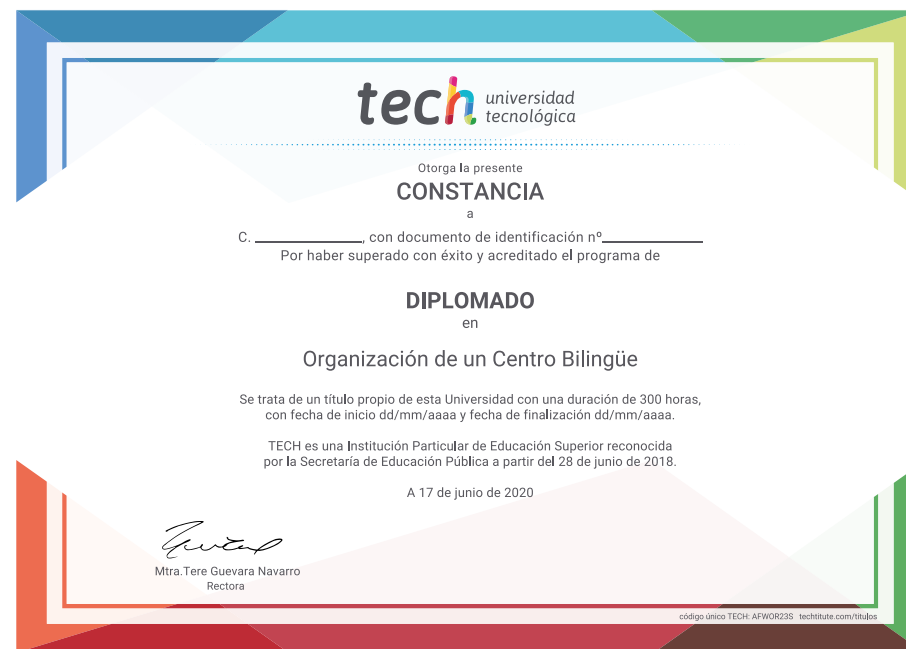 tech universidad
tecnológica
Otorga la presente
CONSTANCIA
a
C. ____________, con documento de identificación nº____________
Por haber superado con éxito y acreditado el programa de
DIPLOMADO
en
Organización de un Centro Bilingüe
Se trata de un título propio de esta Universidad con una duración de 300 horas,
con fecha de inicio dd/mm/aaaa y fecha de finalización dd/mm/aaaa.
TECH es una Institución Particular de Educación Superior reconocida
por la Secretaría de Educación Pública a partir del 28 de junio de 2018.
A 17 de junio de 2020
Mtra.Tere Guevara Navarro
Rectora
código único TECH: AFWOR23S techtitute.com/titulos